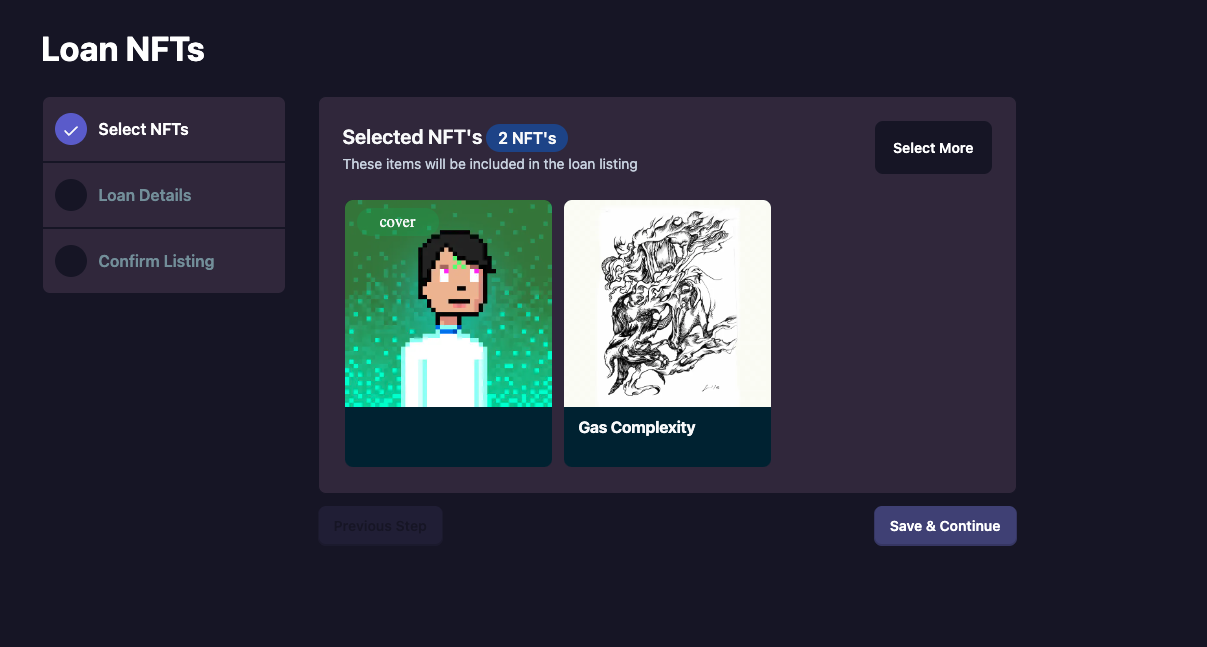 Loan NFTs
Select NFTs
Loan Details
Confirm Listing
Selected NFT's
2 NFT's
These items will be included in the loan listing
Select More
cover
Gas Complexity
Previous Step
Save & Continue